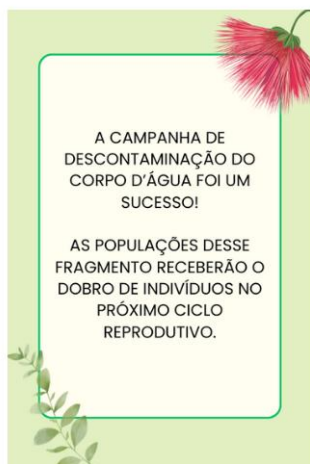 A CAMPANHA DE
DESCONTAMINAÇÃO DO
CORPO D'ÁGUA FOI UM
SUCESSO!
AS POPULAÇÕES DESSE
FRAGMENTO RECEBERÃO O
DOBRO DE INDIVÍDUOS NO
PRÓXIMO CICLO
REPRODUTIVO.